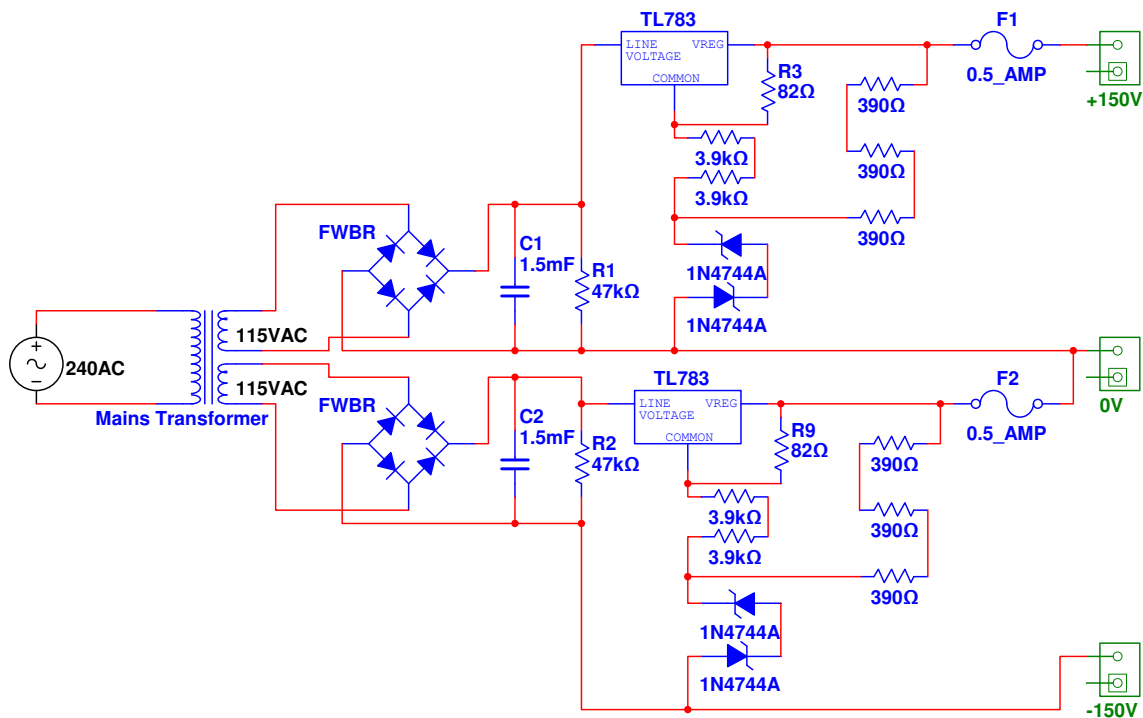 TL783
LINE VREG
VOLTAGE
COMMON
F1
0.5_AMP
+150V
R3
82Ω
390Ω
3.9kΩ
390Ω
3.9kΩ
390Ω
FWBR
C1
1.5mF
R1
47kΩ
1N4744A
1N4744A
240AC
115VAC
115VAC
Mains Transformer
0V
TL783
LINE VREG
VOLTAGE
COMMON
F2
0.5_AMP
FWBR
C2
1.5mF
R2
47kΩ
R9
82Ω
390Ω
3.9kΩ
390Ω
3.9kΩ
390Ω
1N4744A
1N4744A
-150V